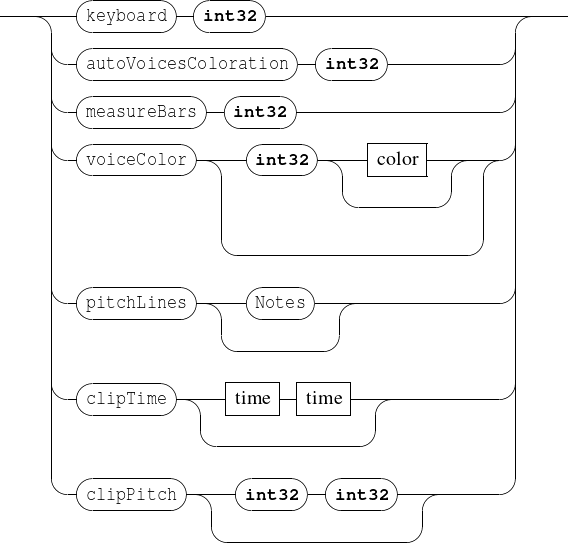 keyboard int32
autoVoicesColoration int32
measureBars int32
voiceColor int32 color
pitchLines Notes
clipTime time time
clipPitch int32 int32